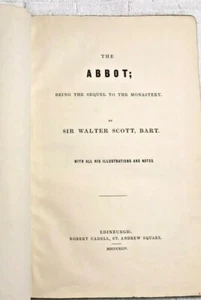 THE
ABBOT;
BEING THE SEQUEL TO THE MONASTERY.
BY
SIR WALTER SCOTT, BART.
WITH ALL HIS ILLUSTRATIONS AND NOTES.
EDINBURGH:
ROBERT CADELL, ST. ANDREW SQUARE.